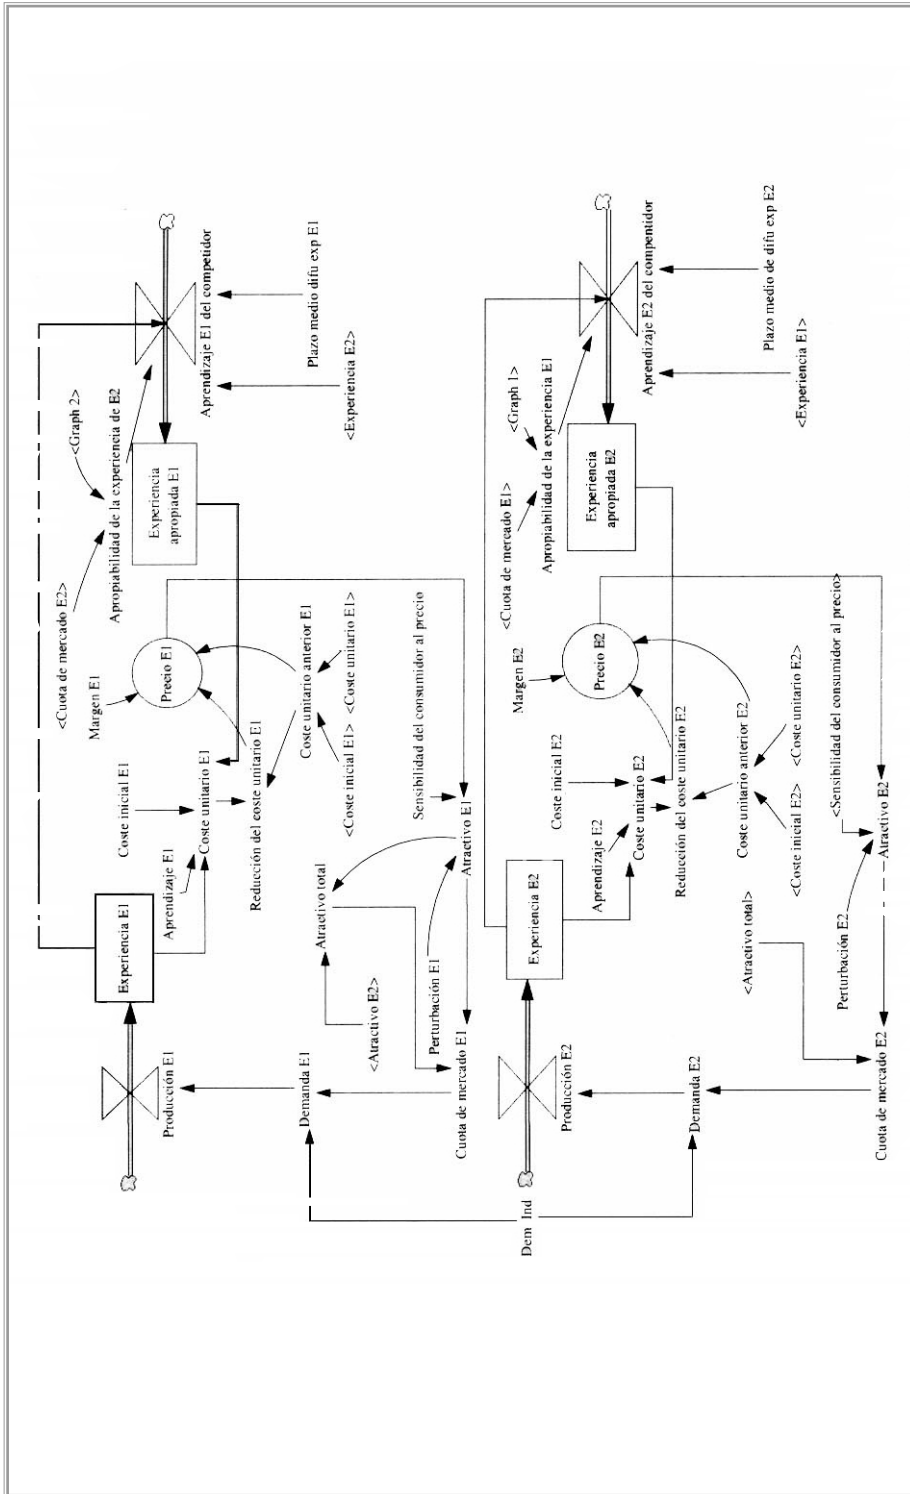 <Cuota de mercado E2>
<Graph 2>
Margen E1
Apropiabilidad de la experiencia de E2
Experiencia E1
Coste inicial E1
Precio E1
Experiencia
apropiada E1
Producción E1
Aprendizaje E1
Coste unitario E1
Aprendizaje E1 del competidor
Reducción del coste unitario E1
Demanda E1
Coste unitario anterior E1
Plazo medio difu exp E1
Atractivo total
<Coste inicial E1>
<Coste unitario E1>
<Experiencia E2>
<Atractivo E2>
Sensibilidad del consumidor al precio
Perturbación E1
Cuota de mercado E1
Atractivo E1
<Cuota de mercado E1>
<Graph 1>
Margen E2
Apropiabilidad de la experiencia E1
Dem Ind
Experiencia E2
Coste inicial E2
Precio E2
Experiencia
apropiada E2
Producción E2
Aprendizaje E2
Coste unitario E2
Aprendizaje E2 del compentidor
Reducción del coste unitario E2
Demanda E2
Coste unitario anterior E2
Plazo medio de difu exp E2
<Atractivo total>
<Coste inicial E2>
<Coste unitario E2>
<Experiencia E1>
<Sensibilidad del consumidor al precio>
Perturbación E2
Cuota de mercado E2
Atractivo E2